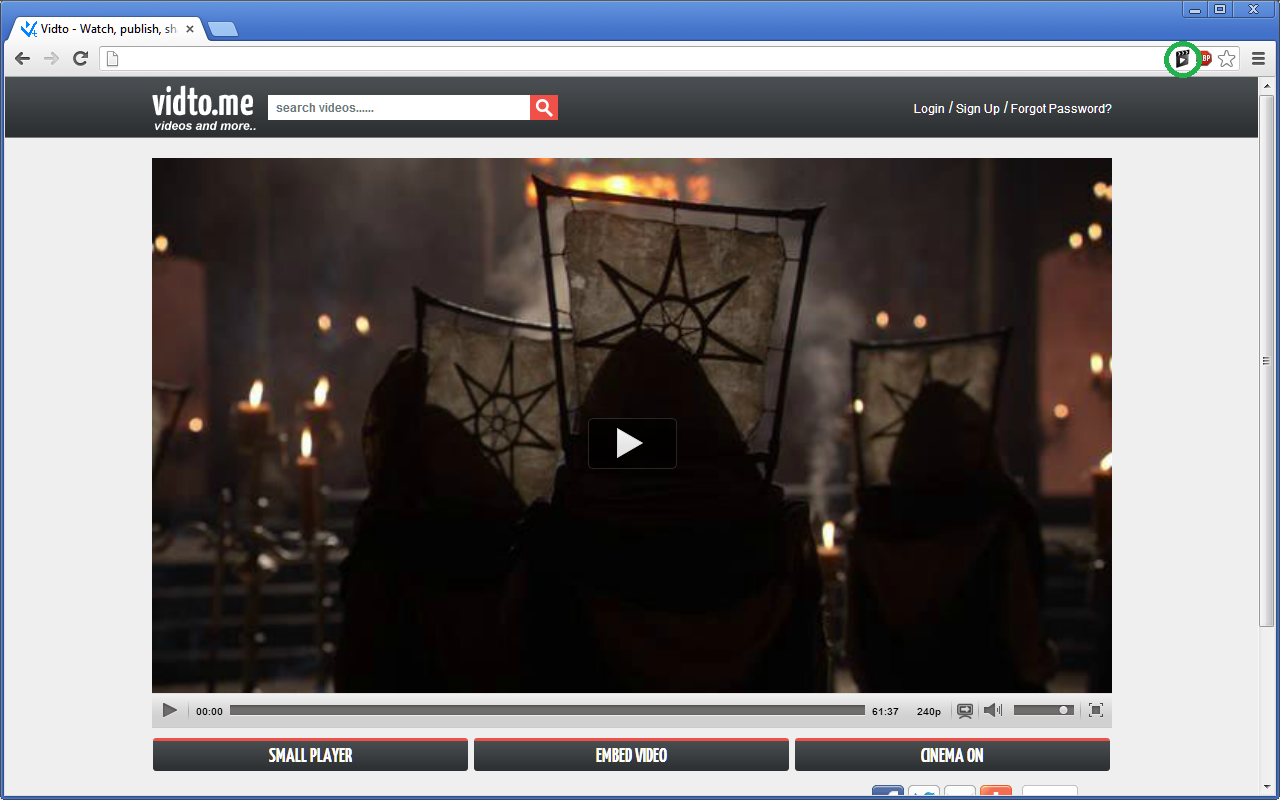 Vidto - Watch, publish, sh
vidto.me
videos and more..
search videos......
Login / Sign Up / Forgot Password?
00:00
61:37
240p
SMALL PLAYER
EMBED VIDEO
CINEMA ON